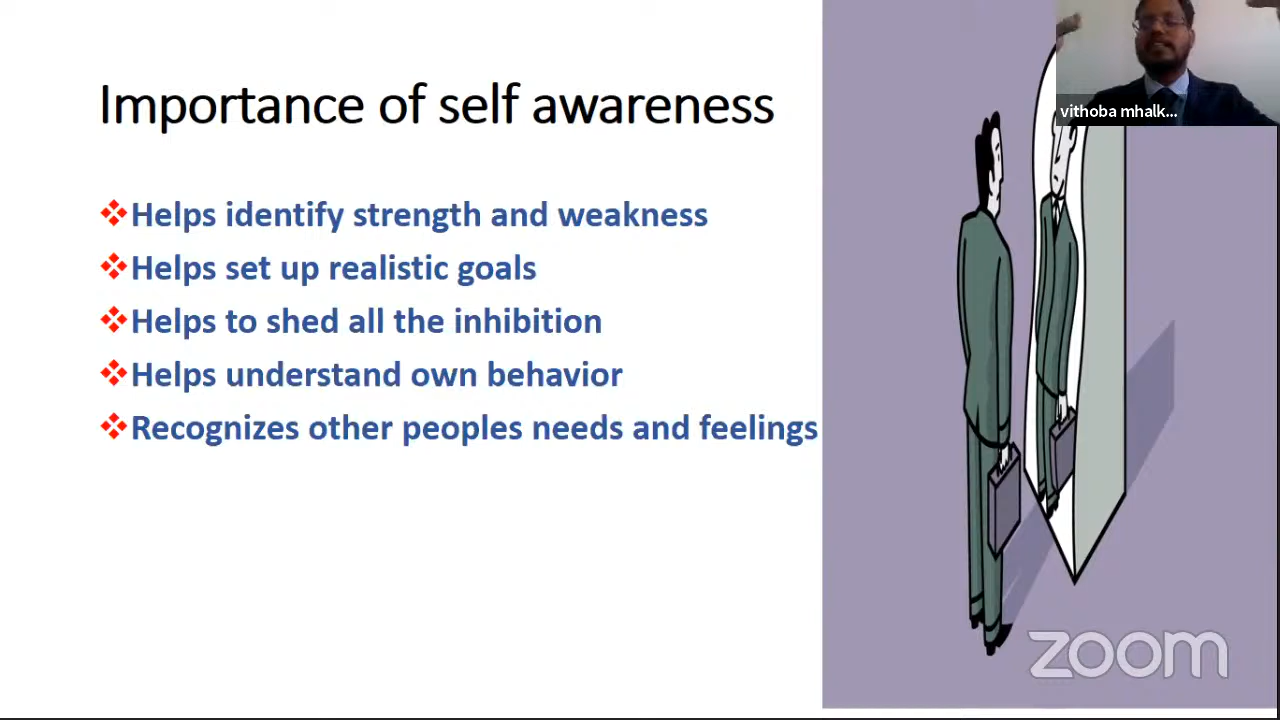 Importance of self awareness
Helps identify strength and weakness
Helps set up realistic goals
Helps to shed all the inhibition
Helps understand own behavior
Recognizes other peoples needs and feelings
vithoba mhalk...
zoom